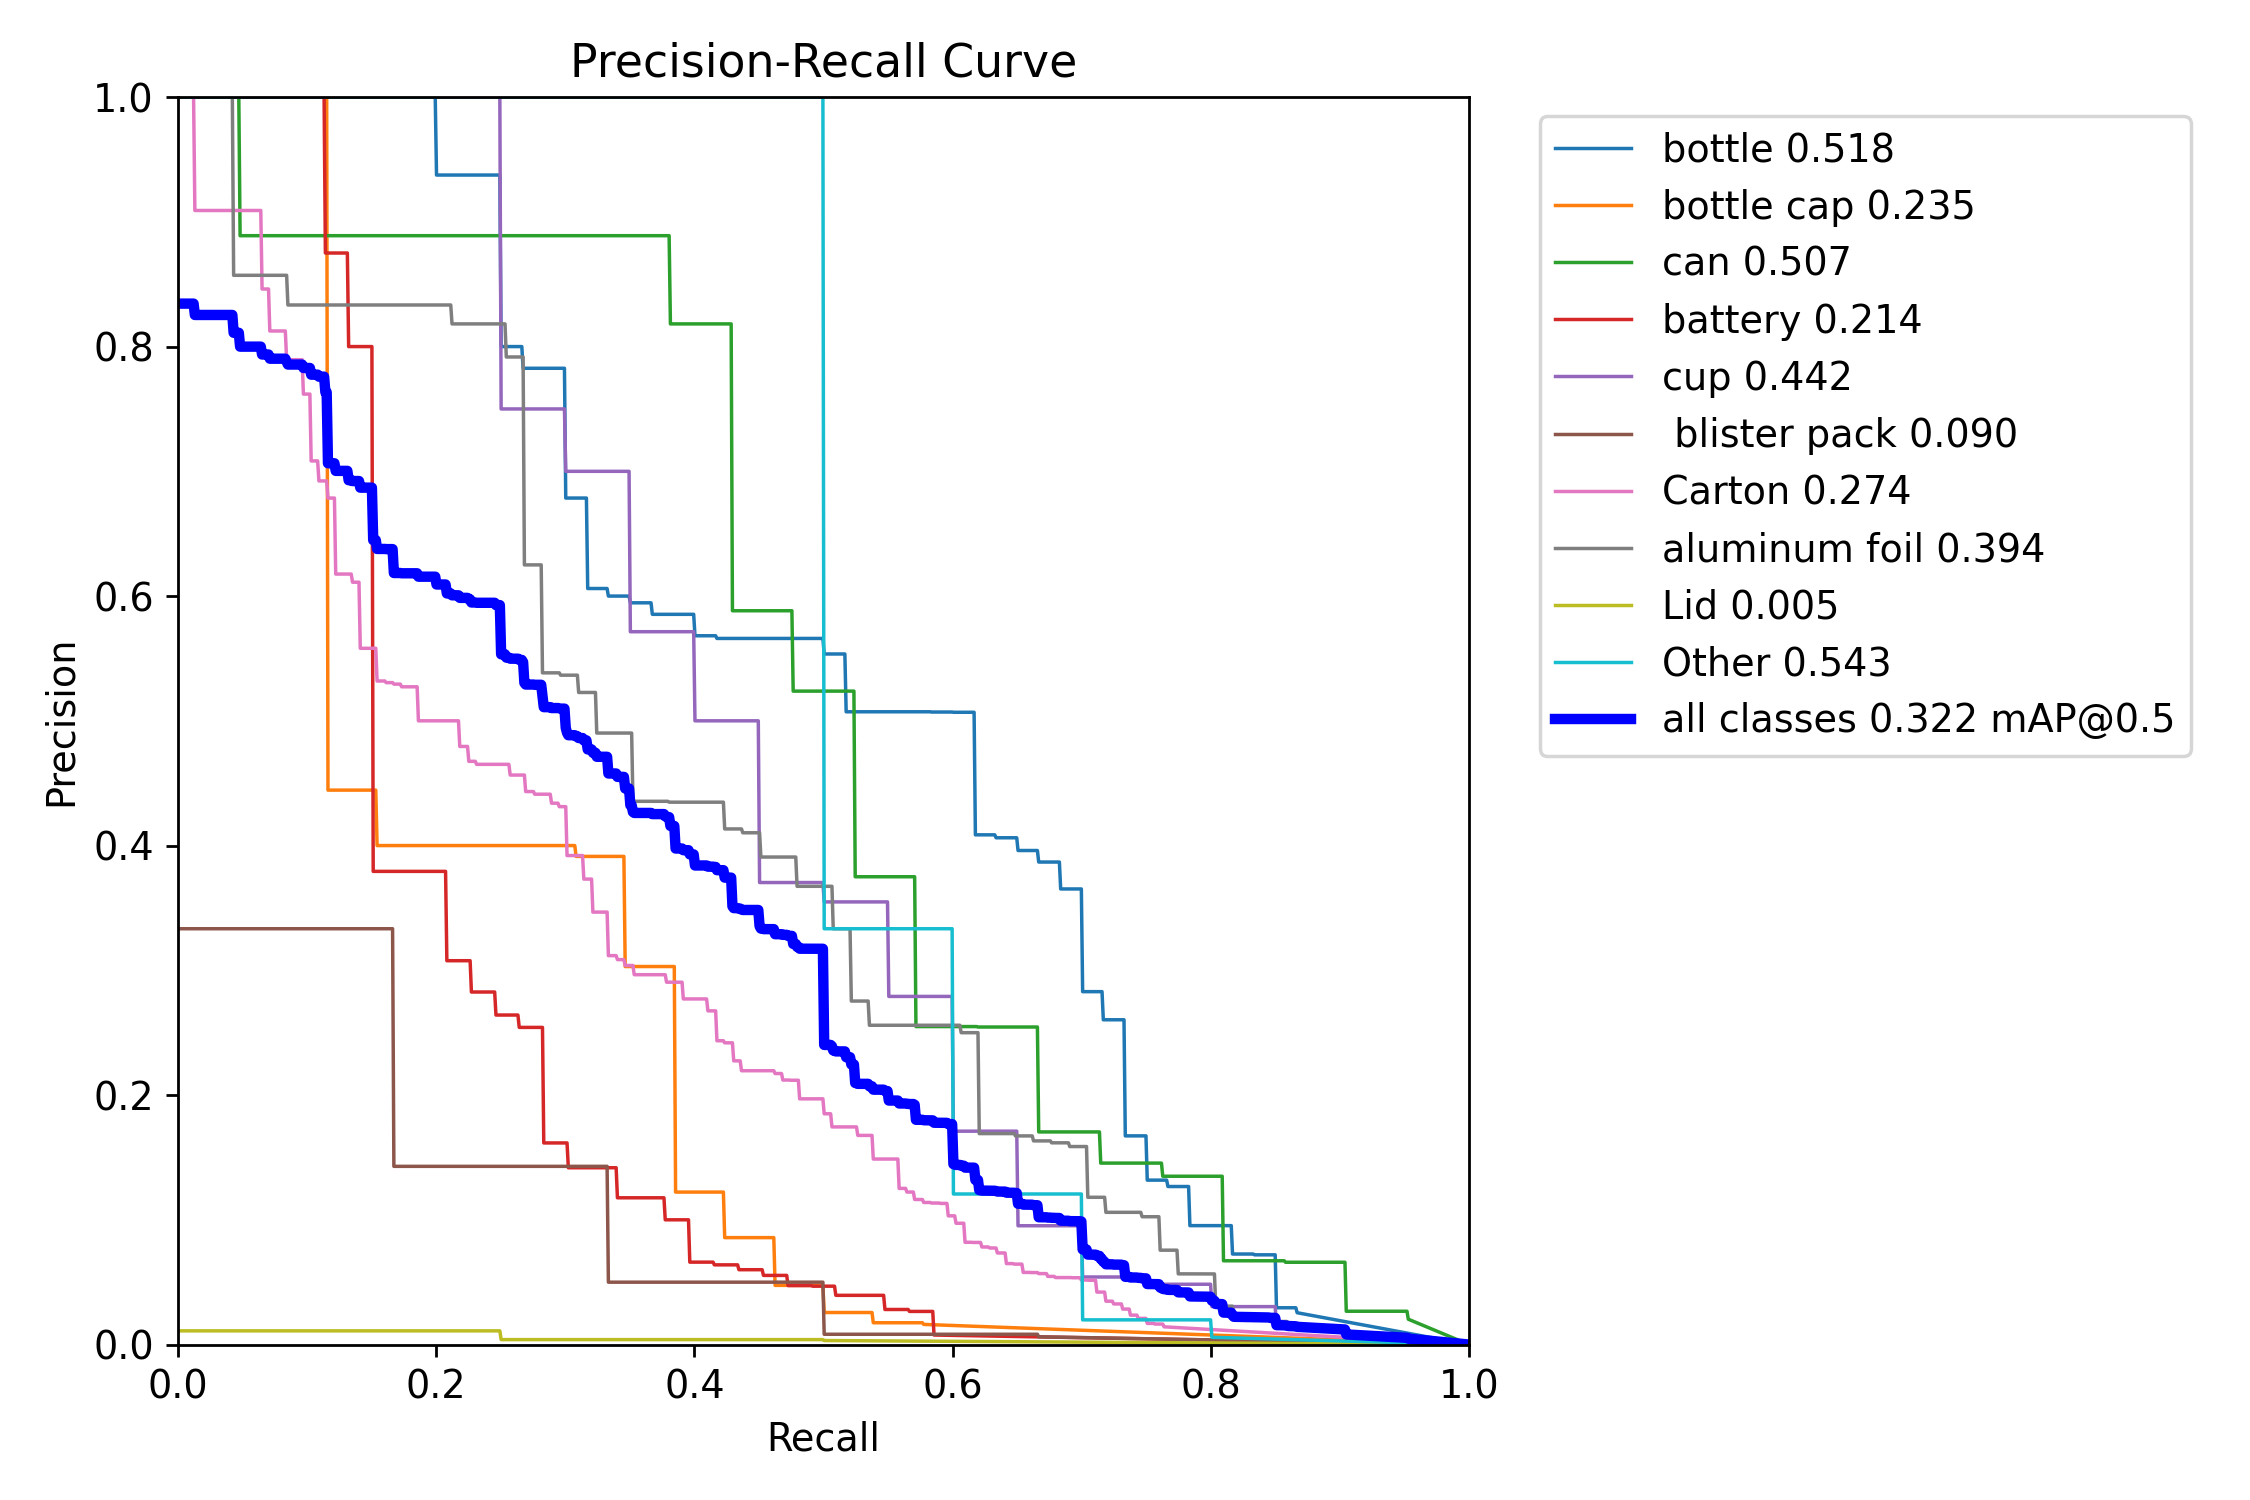 Precision-Recall Curve
1.0
0.8
0.6
0.4
0.2
0.0
Precision
0.0 0.2 0.4 0.6 0.8 1.0
Recall
bottle 0.518
bottle cap 0.235
can 0.507
battery 0.214
cup 0.442
blister pack 0.090
Carton 0.274
aluminum foil 0.394
Lid 0.005
Other 0.543
all classes 0.322 mAP@0.5